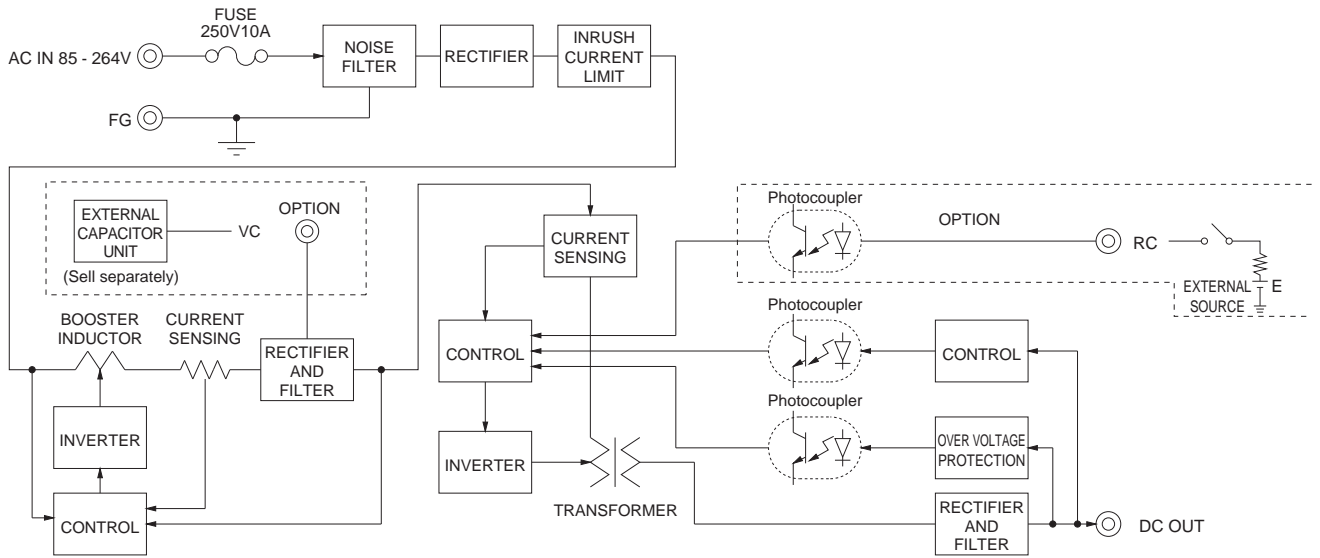 FUSE
250V10A
AC IN 85 - 264V
NOISE
FILTER
RECTIFIER
INRUSH
CURRENT
LIMIT
FG
EXTERNAL
CAPACITOR
UNIT
(Sell separately)
VC
OPTION
CURRENT
SENSING
Photocoupler
OPTION
RC
EXTERNAL
SOURCE
E
BOOSTER
INDUCTOR
CURRENT
SENSING
RECTIFIER
AND
FILTER
CONTROL
Photocoupler
CONTROL
INVERTER
CONTROL
INVERTER
TRANSFORMER
Photocoupler
OVER VOLTAGE
PROTECTION
RECTIFIER
AND
FILTER
DC OUT